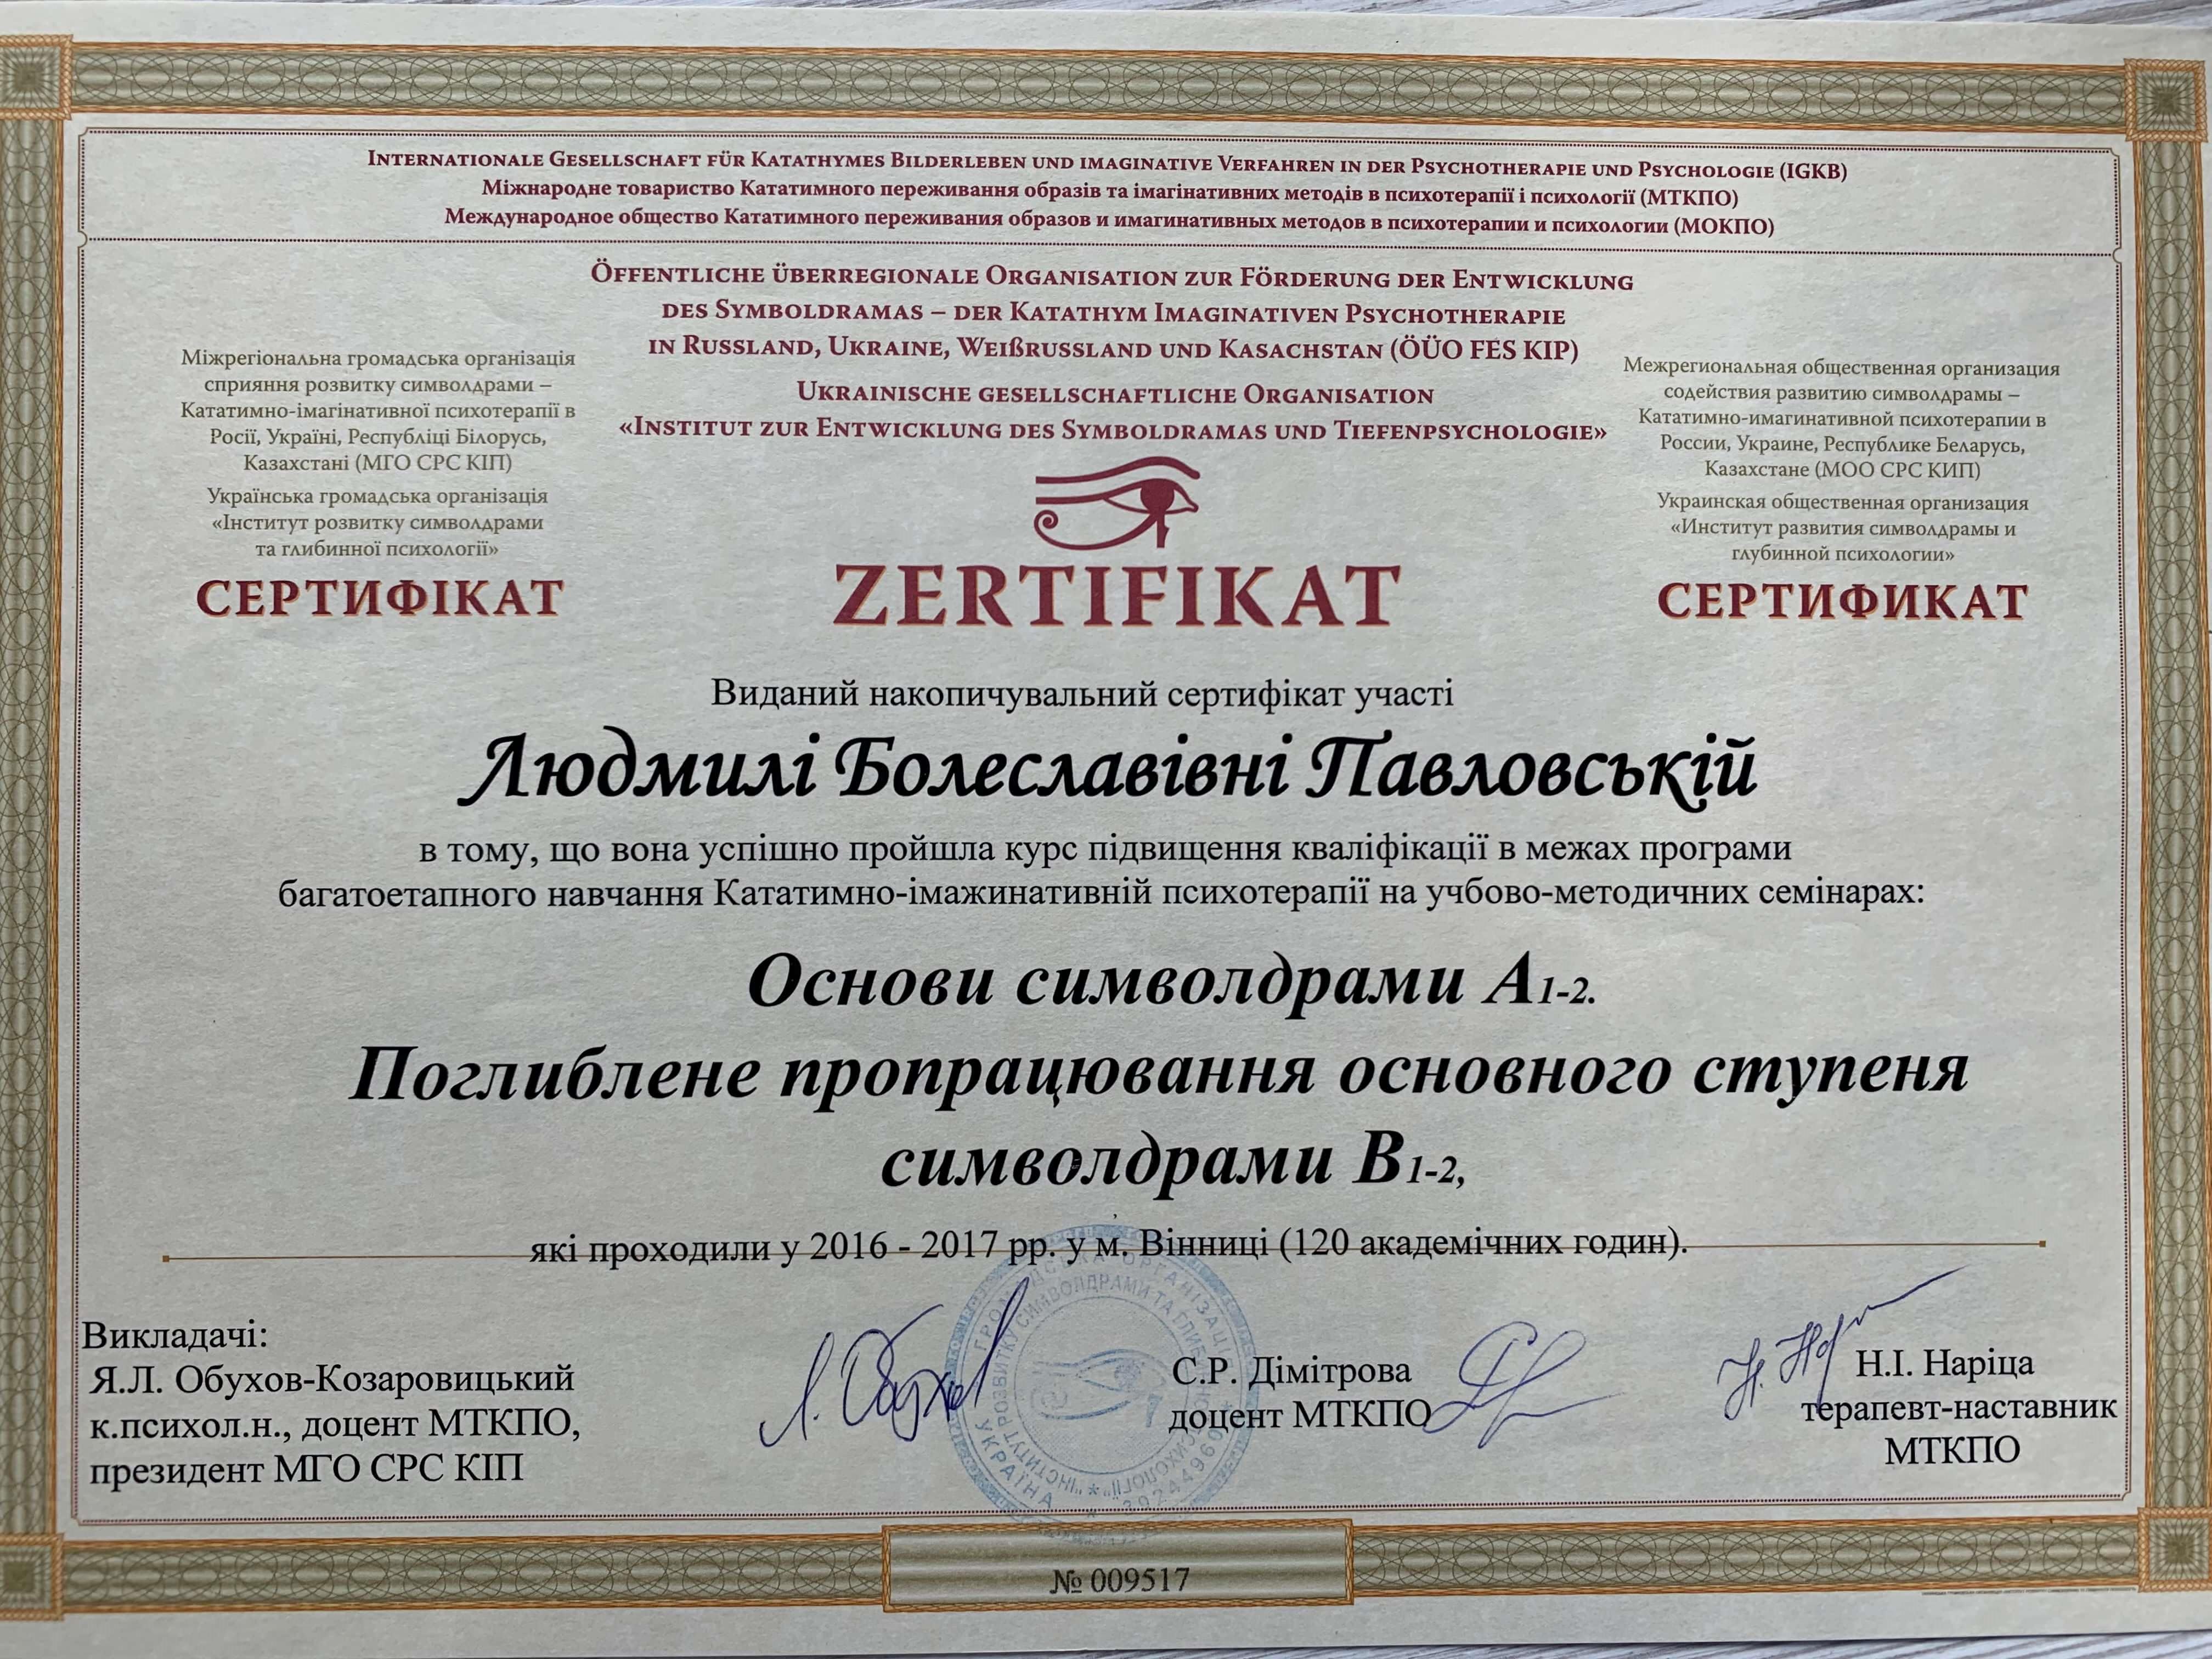 Internationale Gesellschaft für Katathymes Bilderleben und imaginative Verfahren in der Psychotherapie und Psychologie (IGKB)
Міжнародне товариство Кататимного переживання образів та імагінативних методів в психотерапії і психології (МТКПО)
Международное общество Кататимного переживания образов и имагинативных методов в психотерапии и психологии (МОКПО)
Öffentliche überregionale Organisation zur Förderung der Entwicklung
des Symboldramas – der Katathym Imaginativen Psychotherapie
in Russland, Ukraine, Weißrussland und Kasachstan (ÖÜO FES KIP)
Ukrainische gesellschaftliche Organisation
«Institut zur Entwicklung des Symboldramas und Tiefenpsychologie»
Міжрегіональна громадська організація
сприяння розвитку символдрами –
Кататимно-імагінативної психотерапії в
Росії, Україні, Республіці Білорусь,
Казахстані (МГО СРС КІП)
Українська громадська організація
«Інститут розвитку символдрами
та глибинної психології»
СЕРТИФІКАТ
ZERTIFIKAT
Межрегиональная общественная организация
содействия развитию символдрамы –
Кататимно-имагинативной психотерапии в
России, Украине, Республике Беларусь,
Казахстане (МОО СРС КИП)
Украинская общественная организация
«Институт развития символдрамы и
глубинной психологии»
СЕРТИФИКАТ
Виданий накопичувальний сертифікат участі
Людмилі Болеславівні Павловській
в тому, що вона успішно пройшла курс підвищення кваліфікації в межах програми
багатоетапного навчання Кататимно-імажинативній психотерапії на учбово-методичних семінарах:
Основи символдрами А1-2.
Поглиблене пропрацювання основного ступеня
символдрами В1-2,
які проходили у 2016 - 2017 рр. у м. Вінниці (120 академічних годин).
Викладачі:
Я.Л. Обухов-Козаровицький
к.психол.н., доцент МТКПО,
президент МГО СРС КІП
С.Р. Дімітрова
доцент МТКПО
Н.І. Наріца
терапевт-наставник
МТКПО
№ 009517